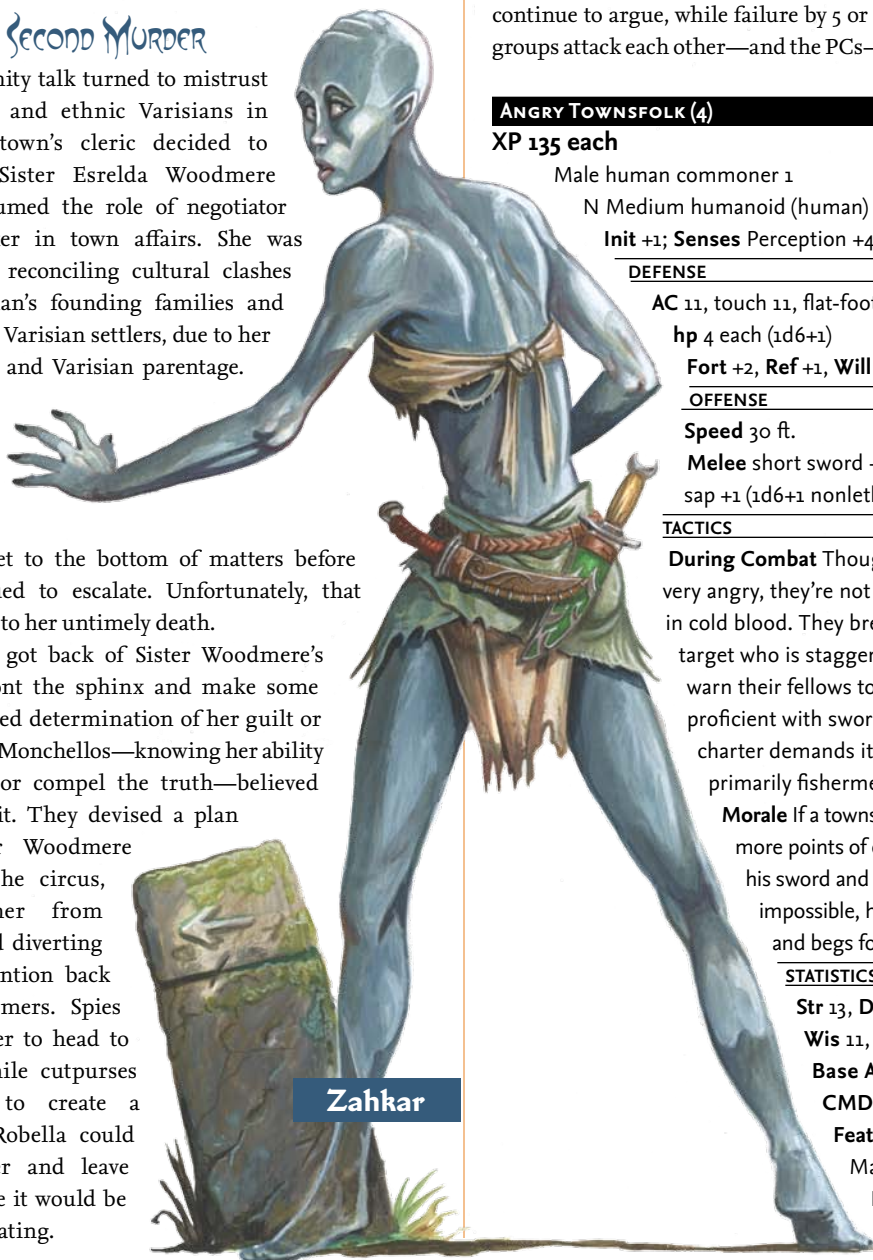 Second Murder
nity talk turned to mistrust
and ethnic Varisians in
town's cleric decided to
Sister Esrelda Woodmere
umed the role of negotiator
er in town affairs. She was
reconciling cultural clashes
an's founding families and
Varisian settlers, due to her
and Varisian parentage.
et to the bottom of matters before
ed to escalate. Unfortunately, that
to her untimely death.
got back of Sister Woodmere's
ont the sphinx and make some
ed determination of her guilt or
Monchellos—knowing her ability
or compel the truth—believed
it. They devised a plan
r Woodmere
he circus,
her from
d diverting
ntion back
mers. Spies
er to head to
hile cutpurses
to create a
Robella could
er and leave
e it would be
ating.
Zahkar
continue to argue, while failure by 5 or
groups attack each other—and the PCs—
Angry Townsfolk (4)
XP 135 each
Male human commoner 1
N Medium humanoid (human)
Init +1; Senses Perception +4
DEFENSE
AC 11, touch 11, flat-foot
hp 4 each (1d6+1)
Fort +2, Ref +1, Will
OFFENSE
Speed 30 ft.
Melee short sword
sap +1 (1d6+1 nonleth
TACTICS
During Combat Thoug
very angry, they're not
in cold blood. They bre
target who is stagger
warn their fellows to
proficient with swor
charter demands it
primarily fisherme
Morale If a towns
more points of
his sword and
impossible, h
and begs fo
STATISTICS
Str 13, D
Wis 11,
Base A
CMD
Feat
Ma